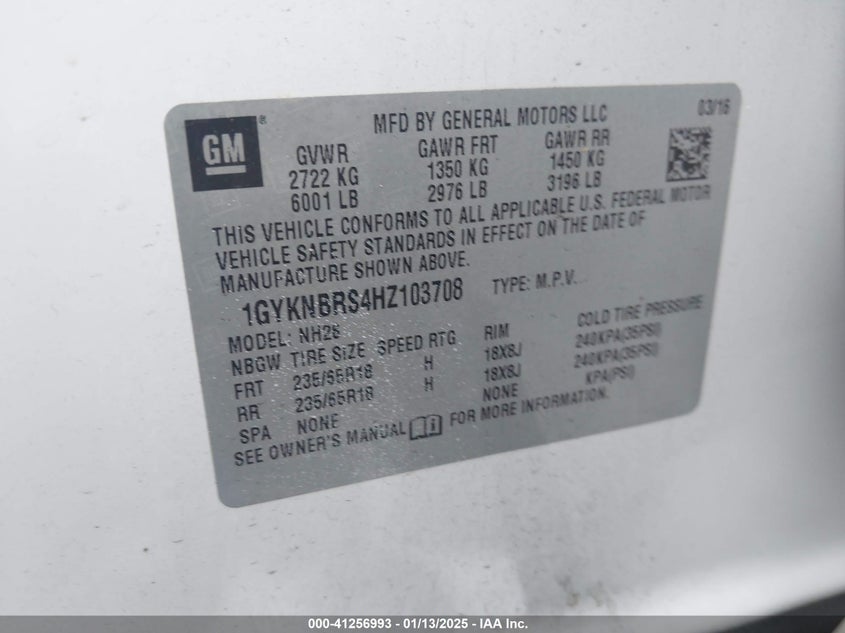 GM®
MFD BY GENERAL MOTORS LLC 03/16
GVWR GAWR FRT GAWR RR
2722 KG 1350 KG 1450 KG
6001 LB 2976 LB 3196 LB
THIS VEHICLE CONFORMS TO ALL APPLICABLE U.S. FEDERAL MOTOR
VEHICLE SAFETY STANDARDS IN EFFECT ON THE DATE OF
MANUFACTURE SHOWN ABOVE.
1GYKNBRS4HZ103708 TYPE: M.P.V.
MODEL: NH26
NBGW TIRE SIZE SPEED RTG RIM COLD TIRE PRESSURE
FRT 235/65R18 H 18X8J 240KPA(35PSI)
RR 235/65R18 H 18X8J 240KPA(35PSI)
SPA NONE NONE KPA(PSI)
SEE OWNER'S MANUAL FOR MORE INFORMATION.
000-41256993 - 01/13/2025 - IAA Inc.